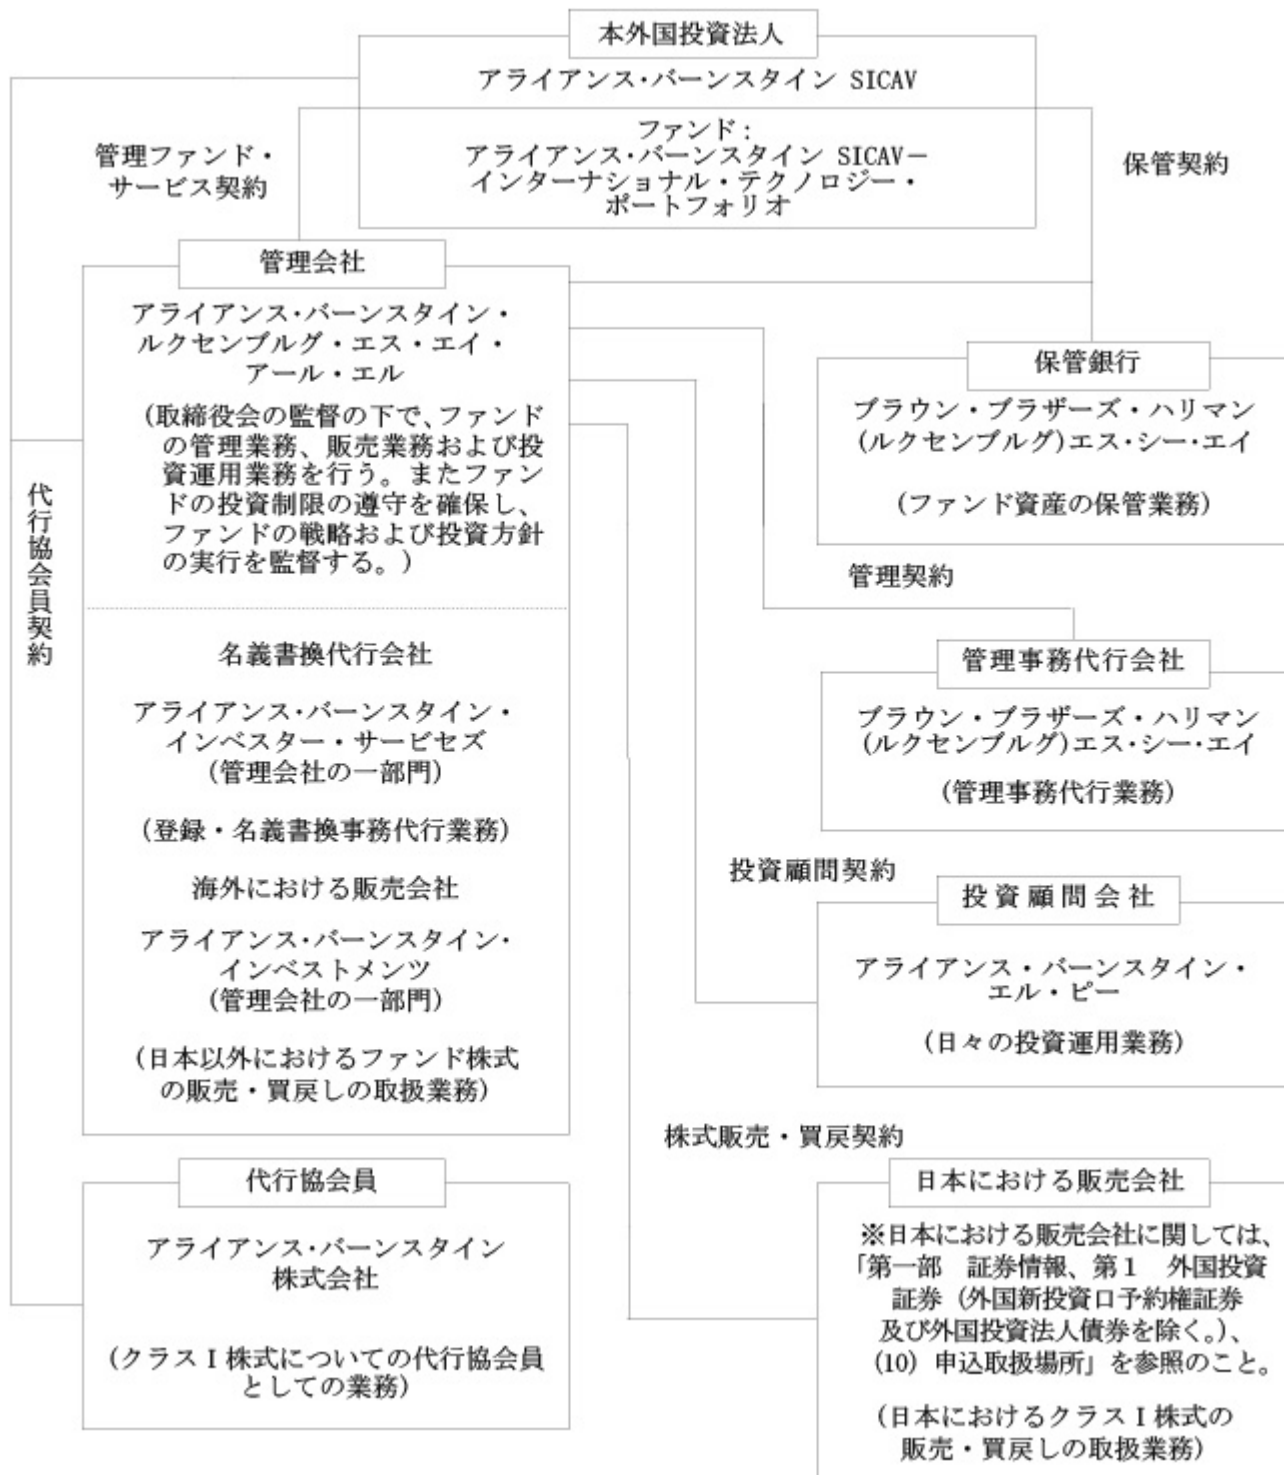 本外国投資法人
アライアンス・バーンスタイン SICAV
ファンド：
アライアンス・バーンスタイン SICAV－
インターナショナル・テクノロジー・
ポートフォリオ
管理ファンド・
サービス契約
保管契約
管理会社
アライアンス・バーンスタイン・
ルクセンブルグ・エス・エイ・
アール・エル
(取締役会の監督の下で、ファンド
の管理業務、販売業務および投
資運用業務を行う。またファン
ドの投資制限の遵守を確保し、
ファンドの戦略および投資方針
の実行を監督する。)
名義書換代行会社
アライアンス・バーンスタイン・
インベスター・サービセズ
(管理会社の一部門)
(登録・名義書換事務代行業務)
海外における販売会社
アライアンス・バーンスタイン・
インベストメンツ
(管理会社の一部門)
(日本以外におけるファンド株式
の販売・買戻しの取扱業務)
代行協会員契約
代行協会員
アライアンス・バーンスタイン
株式会社
(クラスＩ株式についての代行協会員
としての業務)
保管銀行
ブラウン・ブラザーズ・ハリマン
(ルクセンブルグ)エス・シー・エイ
(ファンド資産の保管業務)
管理契約
管理事務代行会社
ブラウン・ブラザーズ・ハリマン
(ルクセンブルグ)エス・シー・エイ
(管理事務代行業務)
投資顧問契約
投資顧問会社
アライアンス・バーンスタイン・
エル・ピー
(日々の投資運用業務)
株式販売・買戻契約
日本における販売会社
※日本における販売会社に関しては、
「第一部　証券情報、第１　外国投資
証券（外国新投資口予約権証券
及び外国投資法人債券を除く。)、
(10) 申込取扱場所」を参照のこと。
(日本におけるクラスＩ株式の
販売・買戻しの取扱業務)